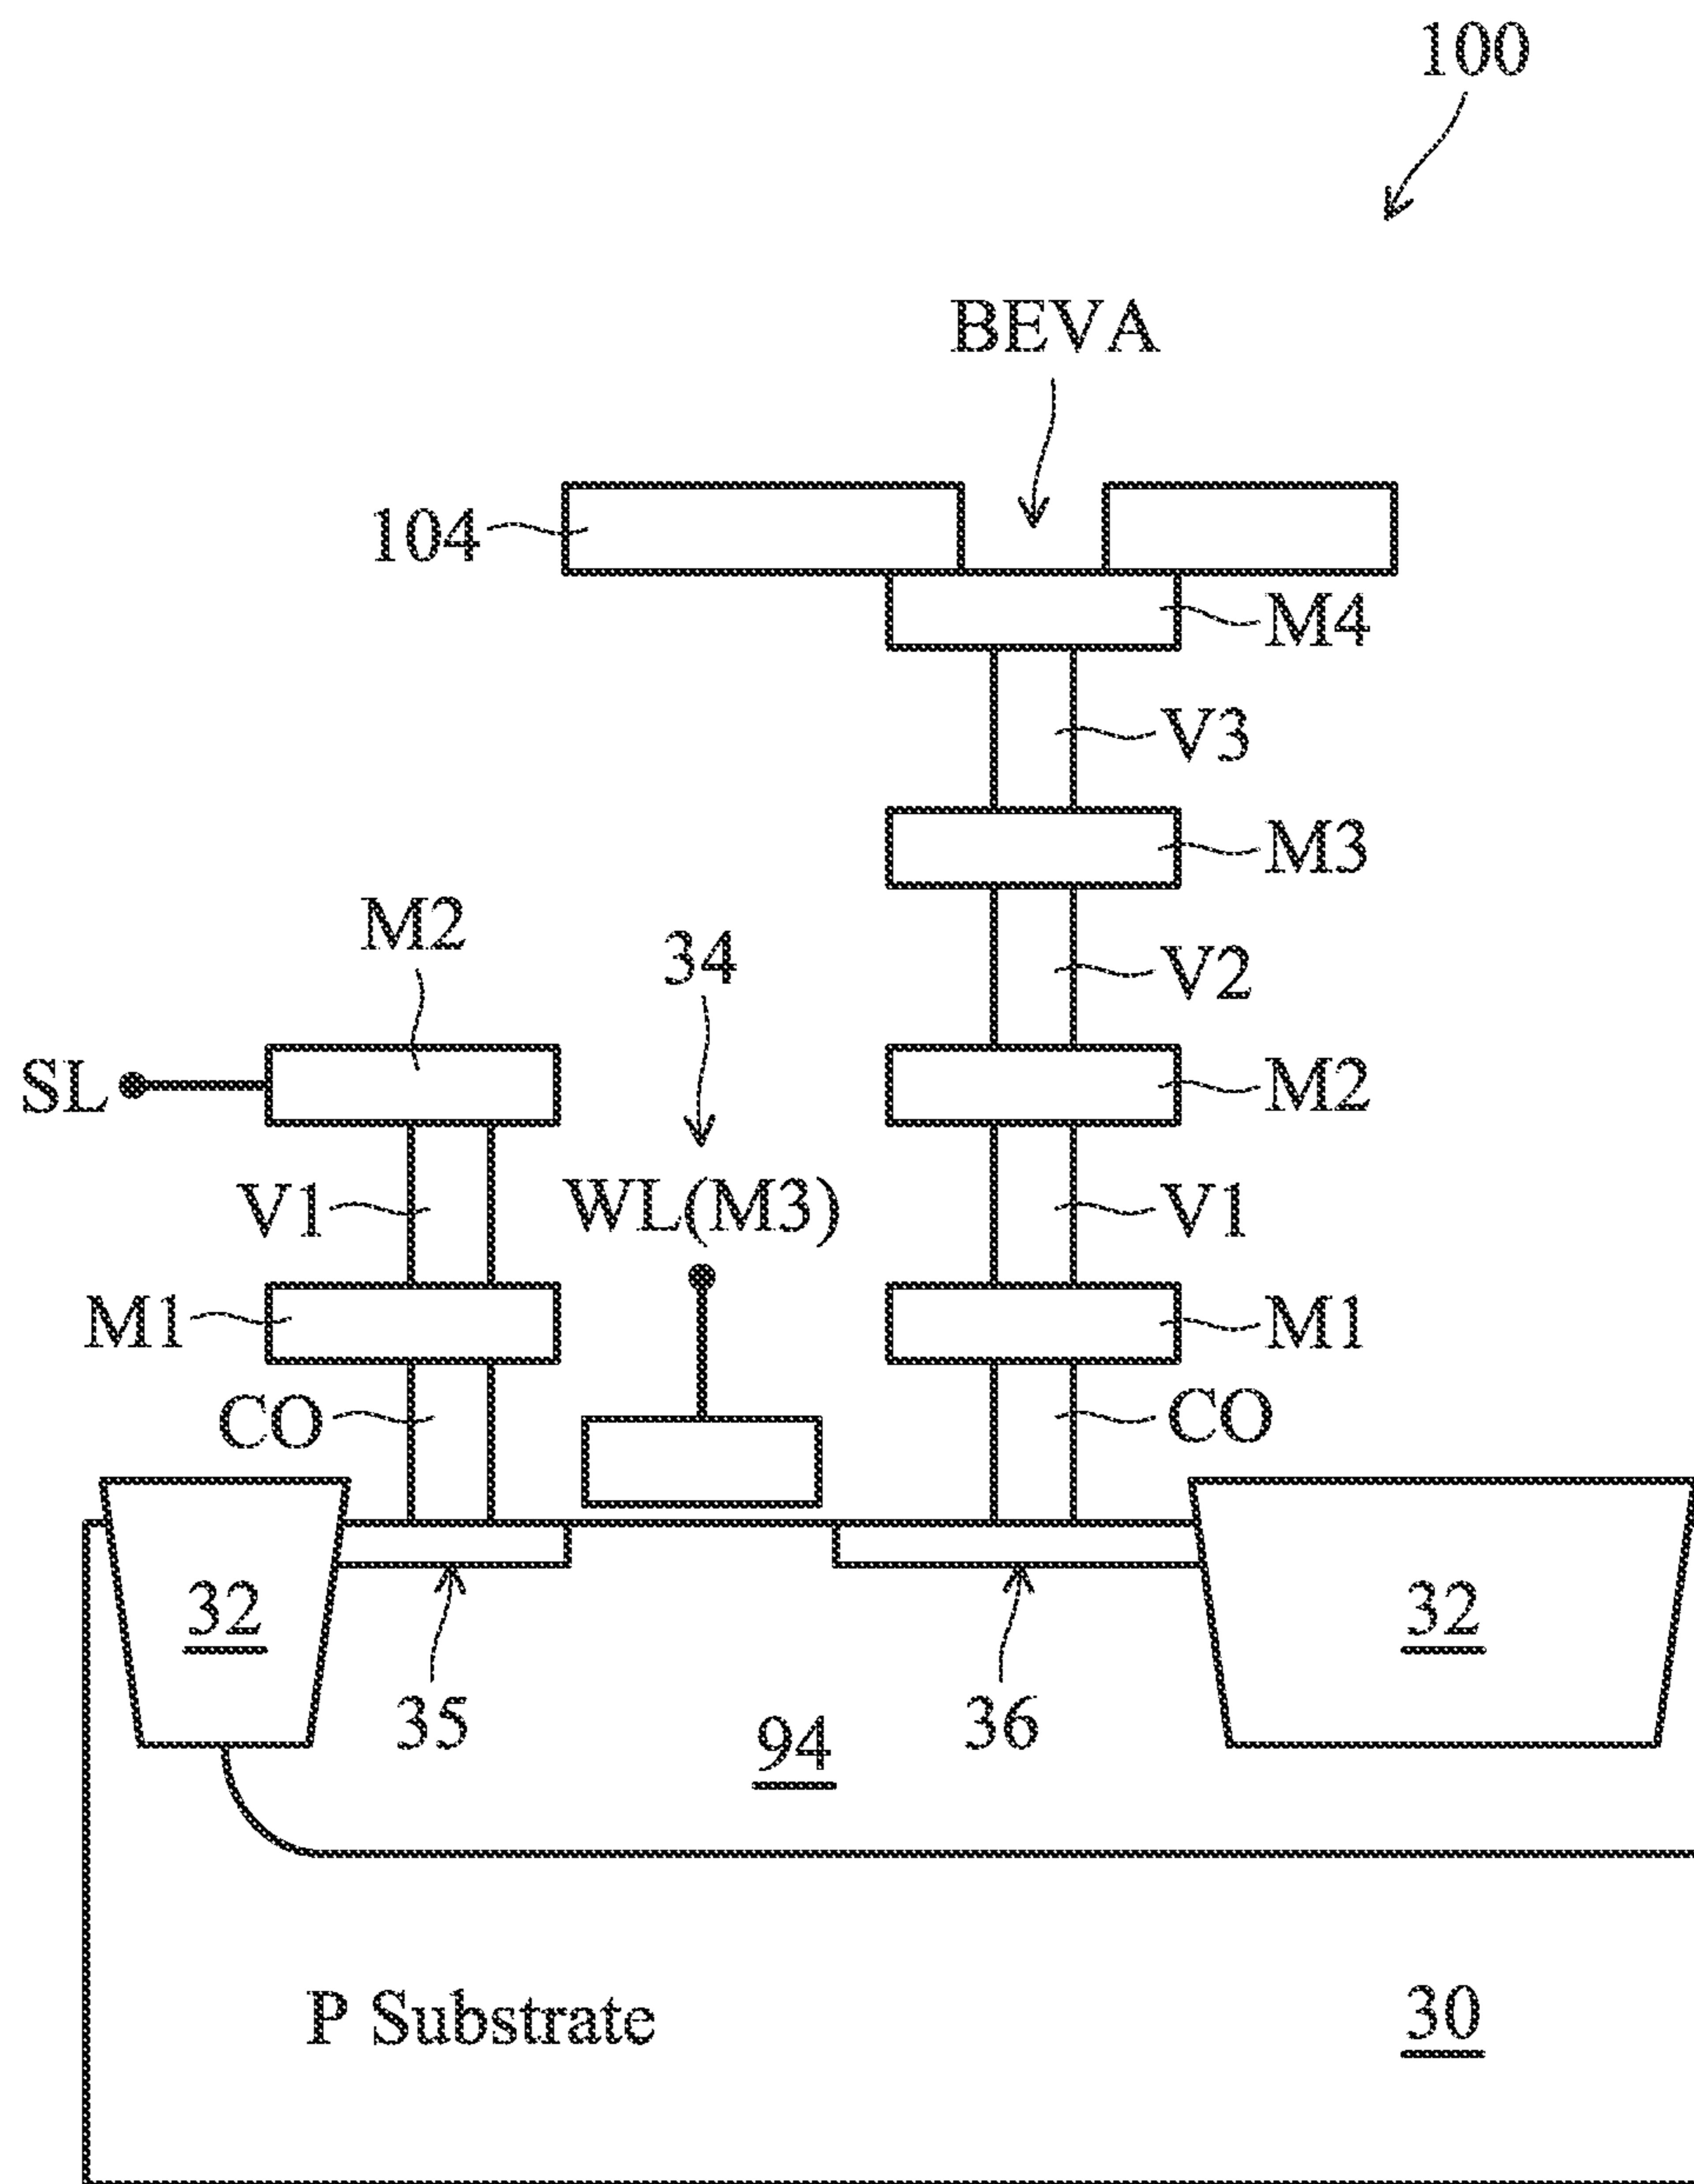 100
BEVA
104
M4
V3
M3
M2
34
V2
SL
M2
V1
WL(M3)
V1
M1
M1
CO
CO
32
32
35
36
94
P Substrate
30